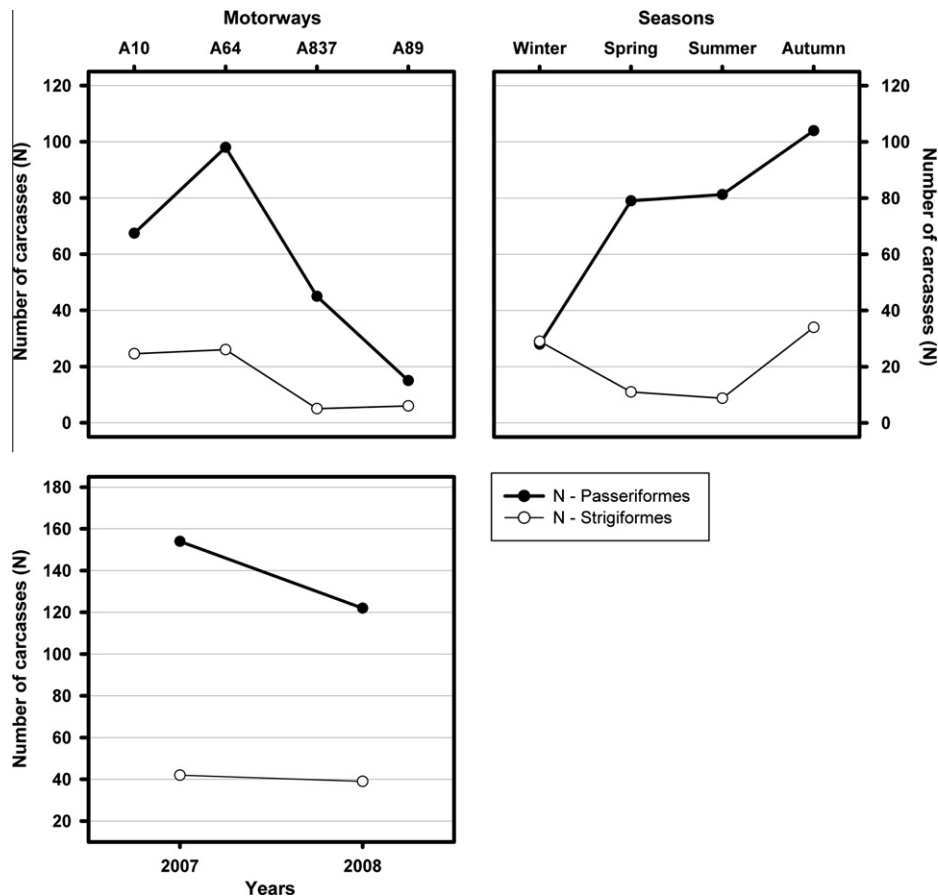 Motorways
A10 A64 A837 A89
120
100
80
60
40
20
0
Number of carcasses (N)
Seasons
Winter Spring Summer Autumn
120
100
80
60
40
20
0
Number of carcasses (N)
180
160
140
120
100
80
60
40
20
Number of carcasses (N)
2007 2008
Years
N - Passeriformes
N - Strigiformes